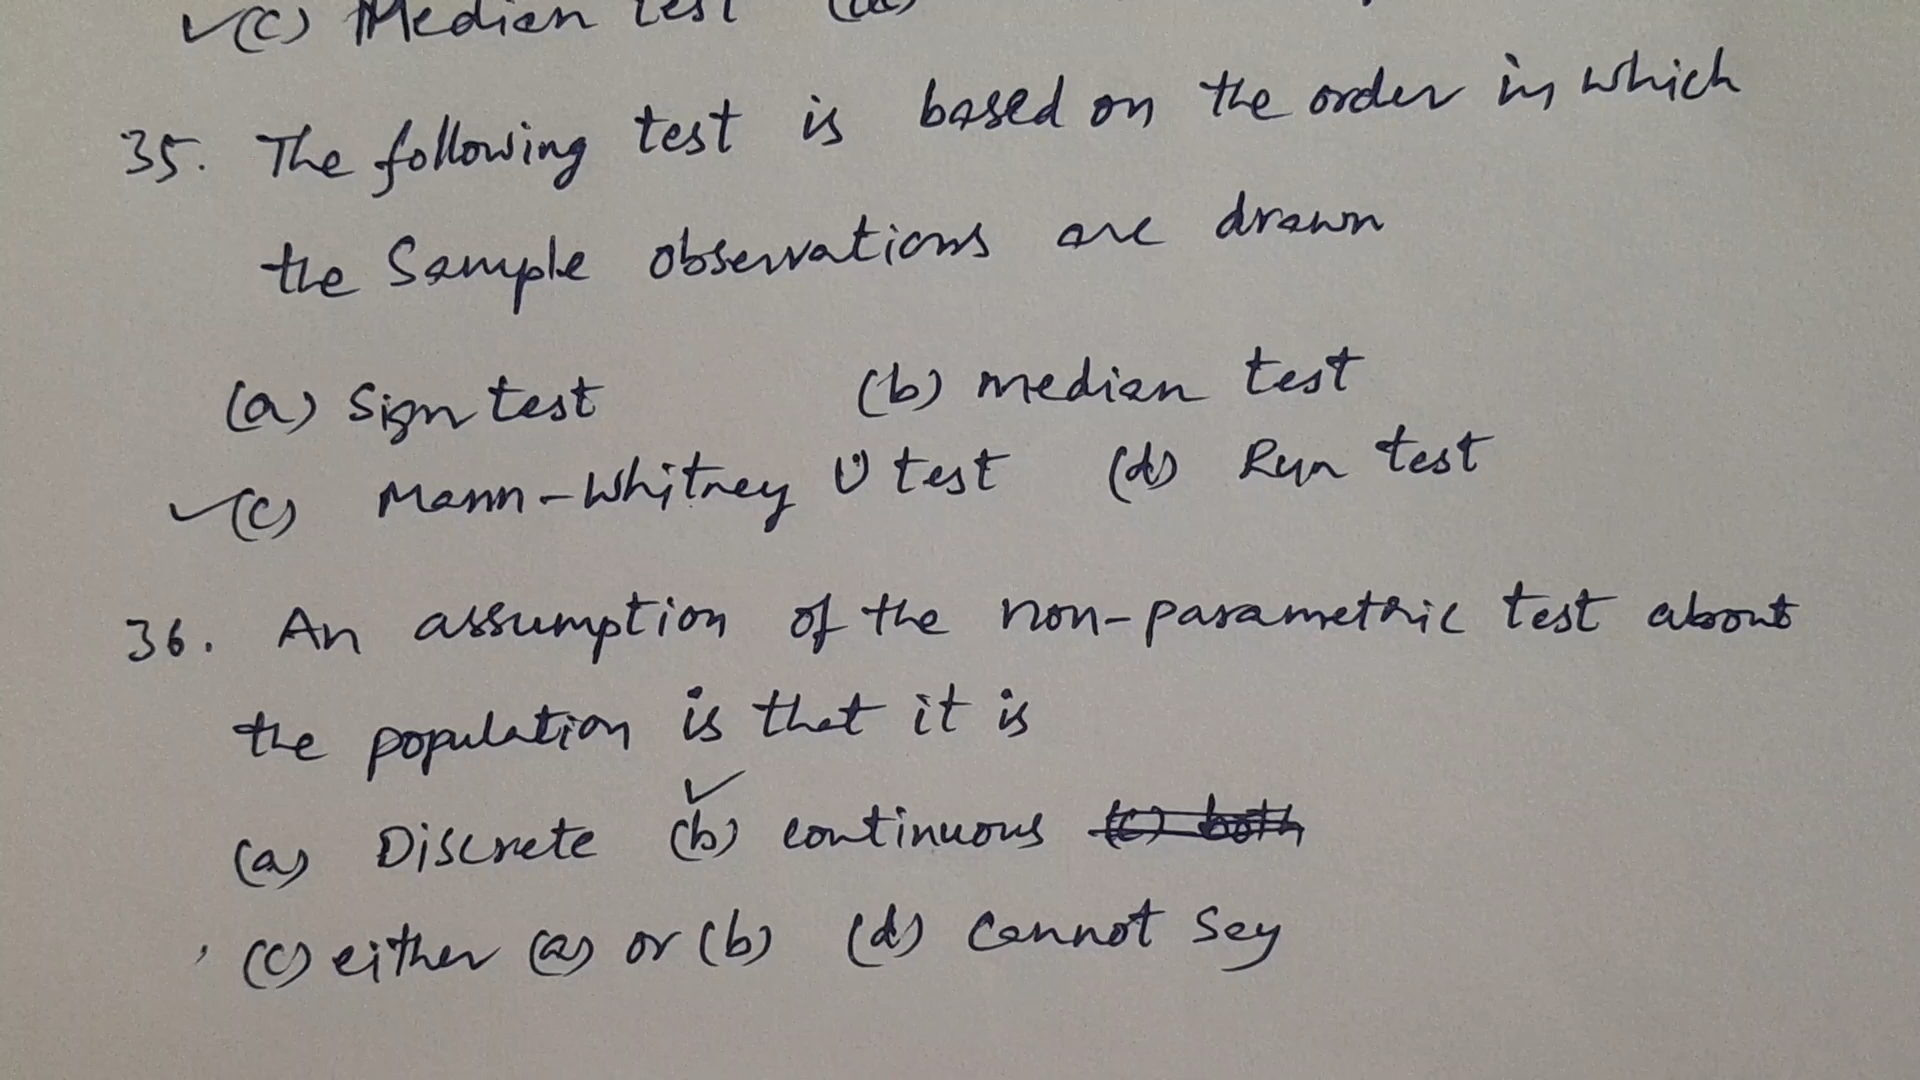 ✓(c) Median test
35. The following test is based on the order in which
the Sample observations are drawn
(a) Sign test (b) median test
✓(c) Mann-Whitney U test (d) Run test
36. An assumption of the non-parametric test about
the population is that it is
✓
(a) Discrete (b) continuous (c) both
(c) either (a) or (b) (d) Cannot Say